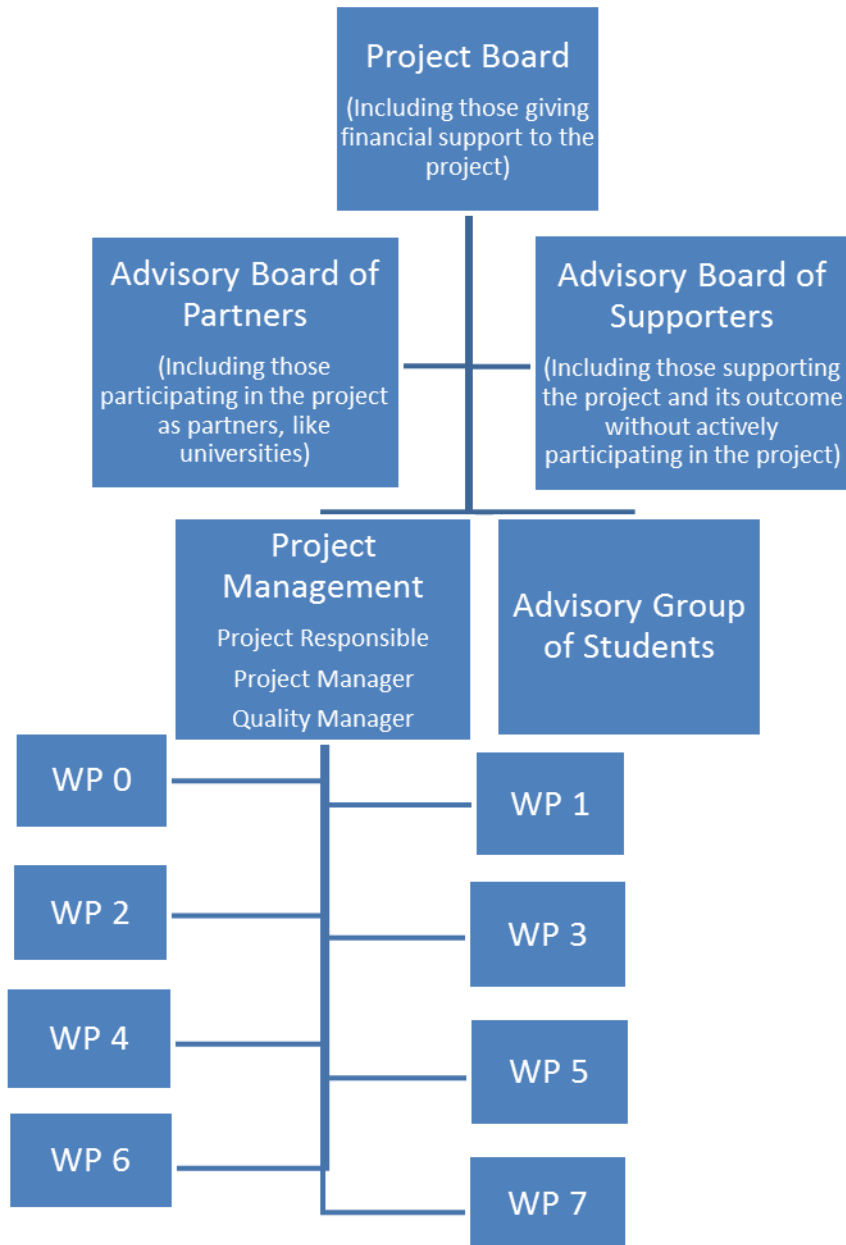 Project Board
(Including those giving
financial support to the
project)
Advisory Board of
Partners
(Including those
participating in the project
as partners, like
universities)
Advisory Board of
Supporters
(Including those supporting
the project and its outcome
without actively
participating in the project)
Project
Management
Project Responsible
Project Manager
Quality Manager
Advisory Group
of Students
WP 0
WP 1
WP 2
WP 3
WP 4
WP 5
WP 6
WP 7